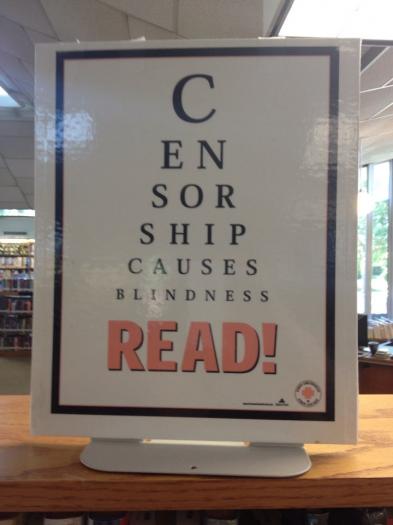 C
EN
SOR
SHIP
CAUSES
BLINDNESS
READ!